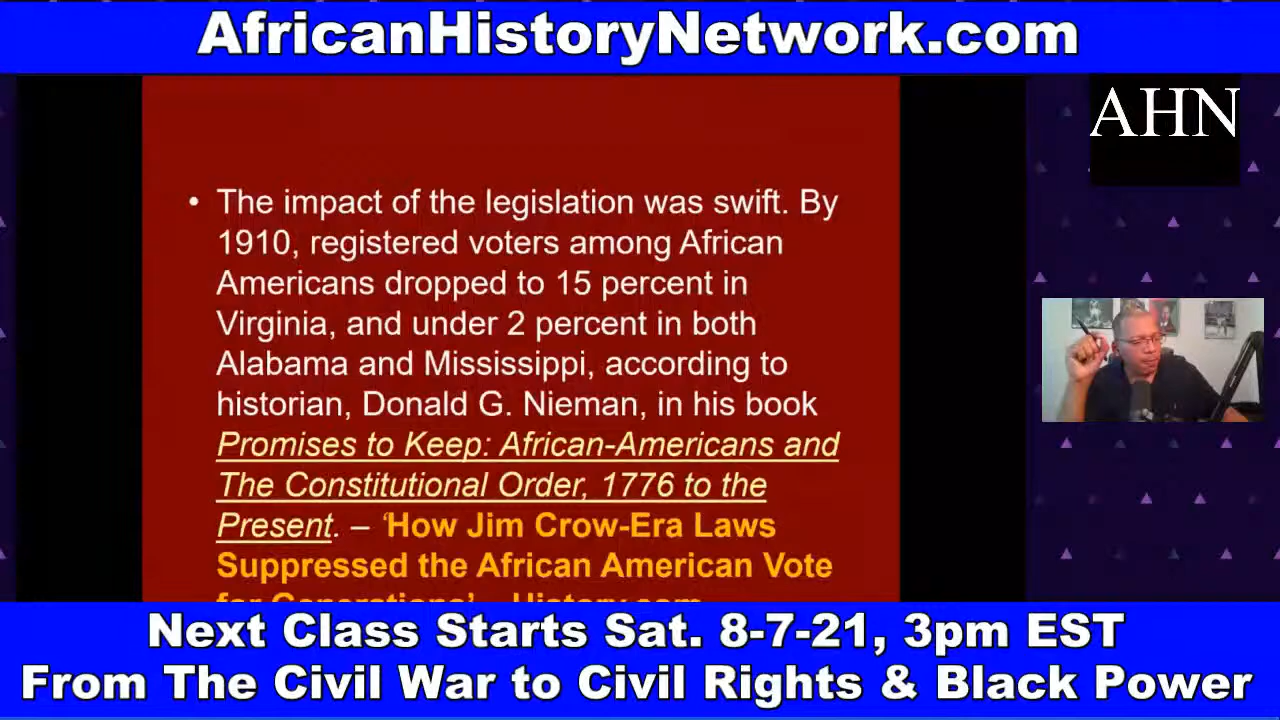 AfricanHistoryNetwork.com
AHN
• The impact of the legislation was swift. By
1910, registered voters among African
Americans dropped to 15 percent in
Virginia, and under 2 percent in both
Alabama and Mississippi, according to
historian, Donald G. Nieman, in his book
Promises to Keep: African-Americans and
The Constitutional Order, 1776 to the
Present. – ‘How Jim Crow-Era Laws
Suppressed the African American Vote
for Generations’ – History.com
Next Class Starts Sat. 8-7-21, 3pm EST
From The Civil War to Civil Rights & Black Power